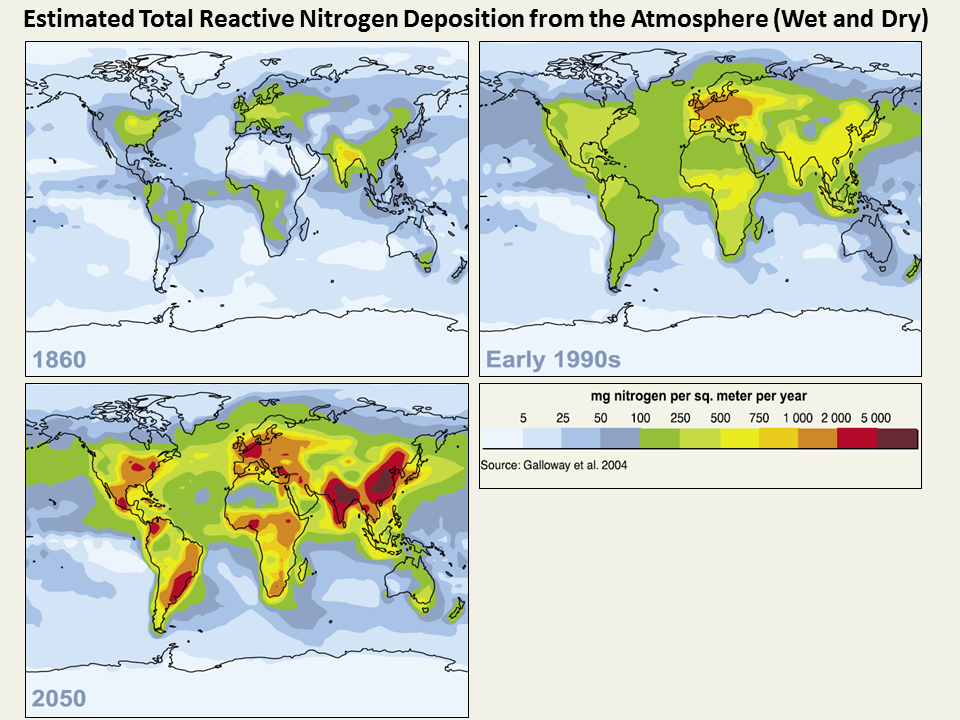 Estimated Total Reactive Nitrogen Deposition from the Atmosphere (Wet and Dry)
1860
Early 1990s
2050
mg nitrogen per sq. meter per year
5 25 50 100 250 500 750 1 000 2 000 5 000
Source: Galloway et al. 2004